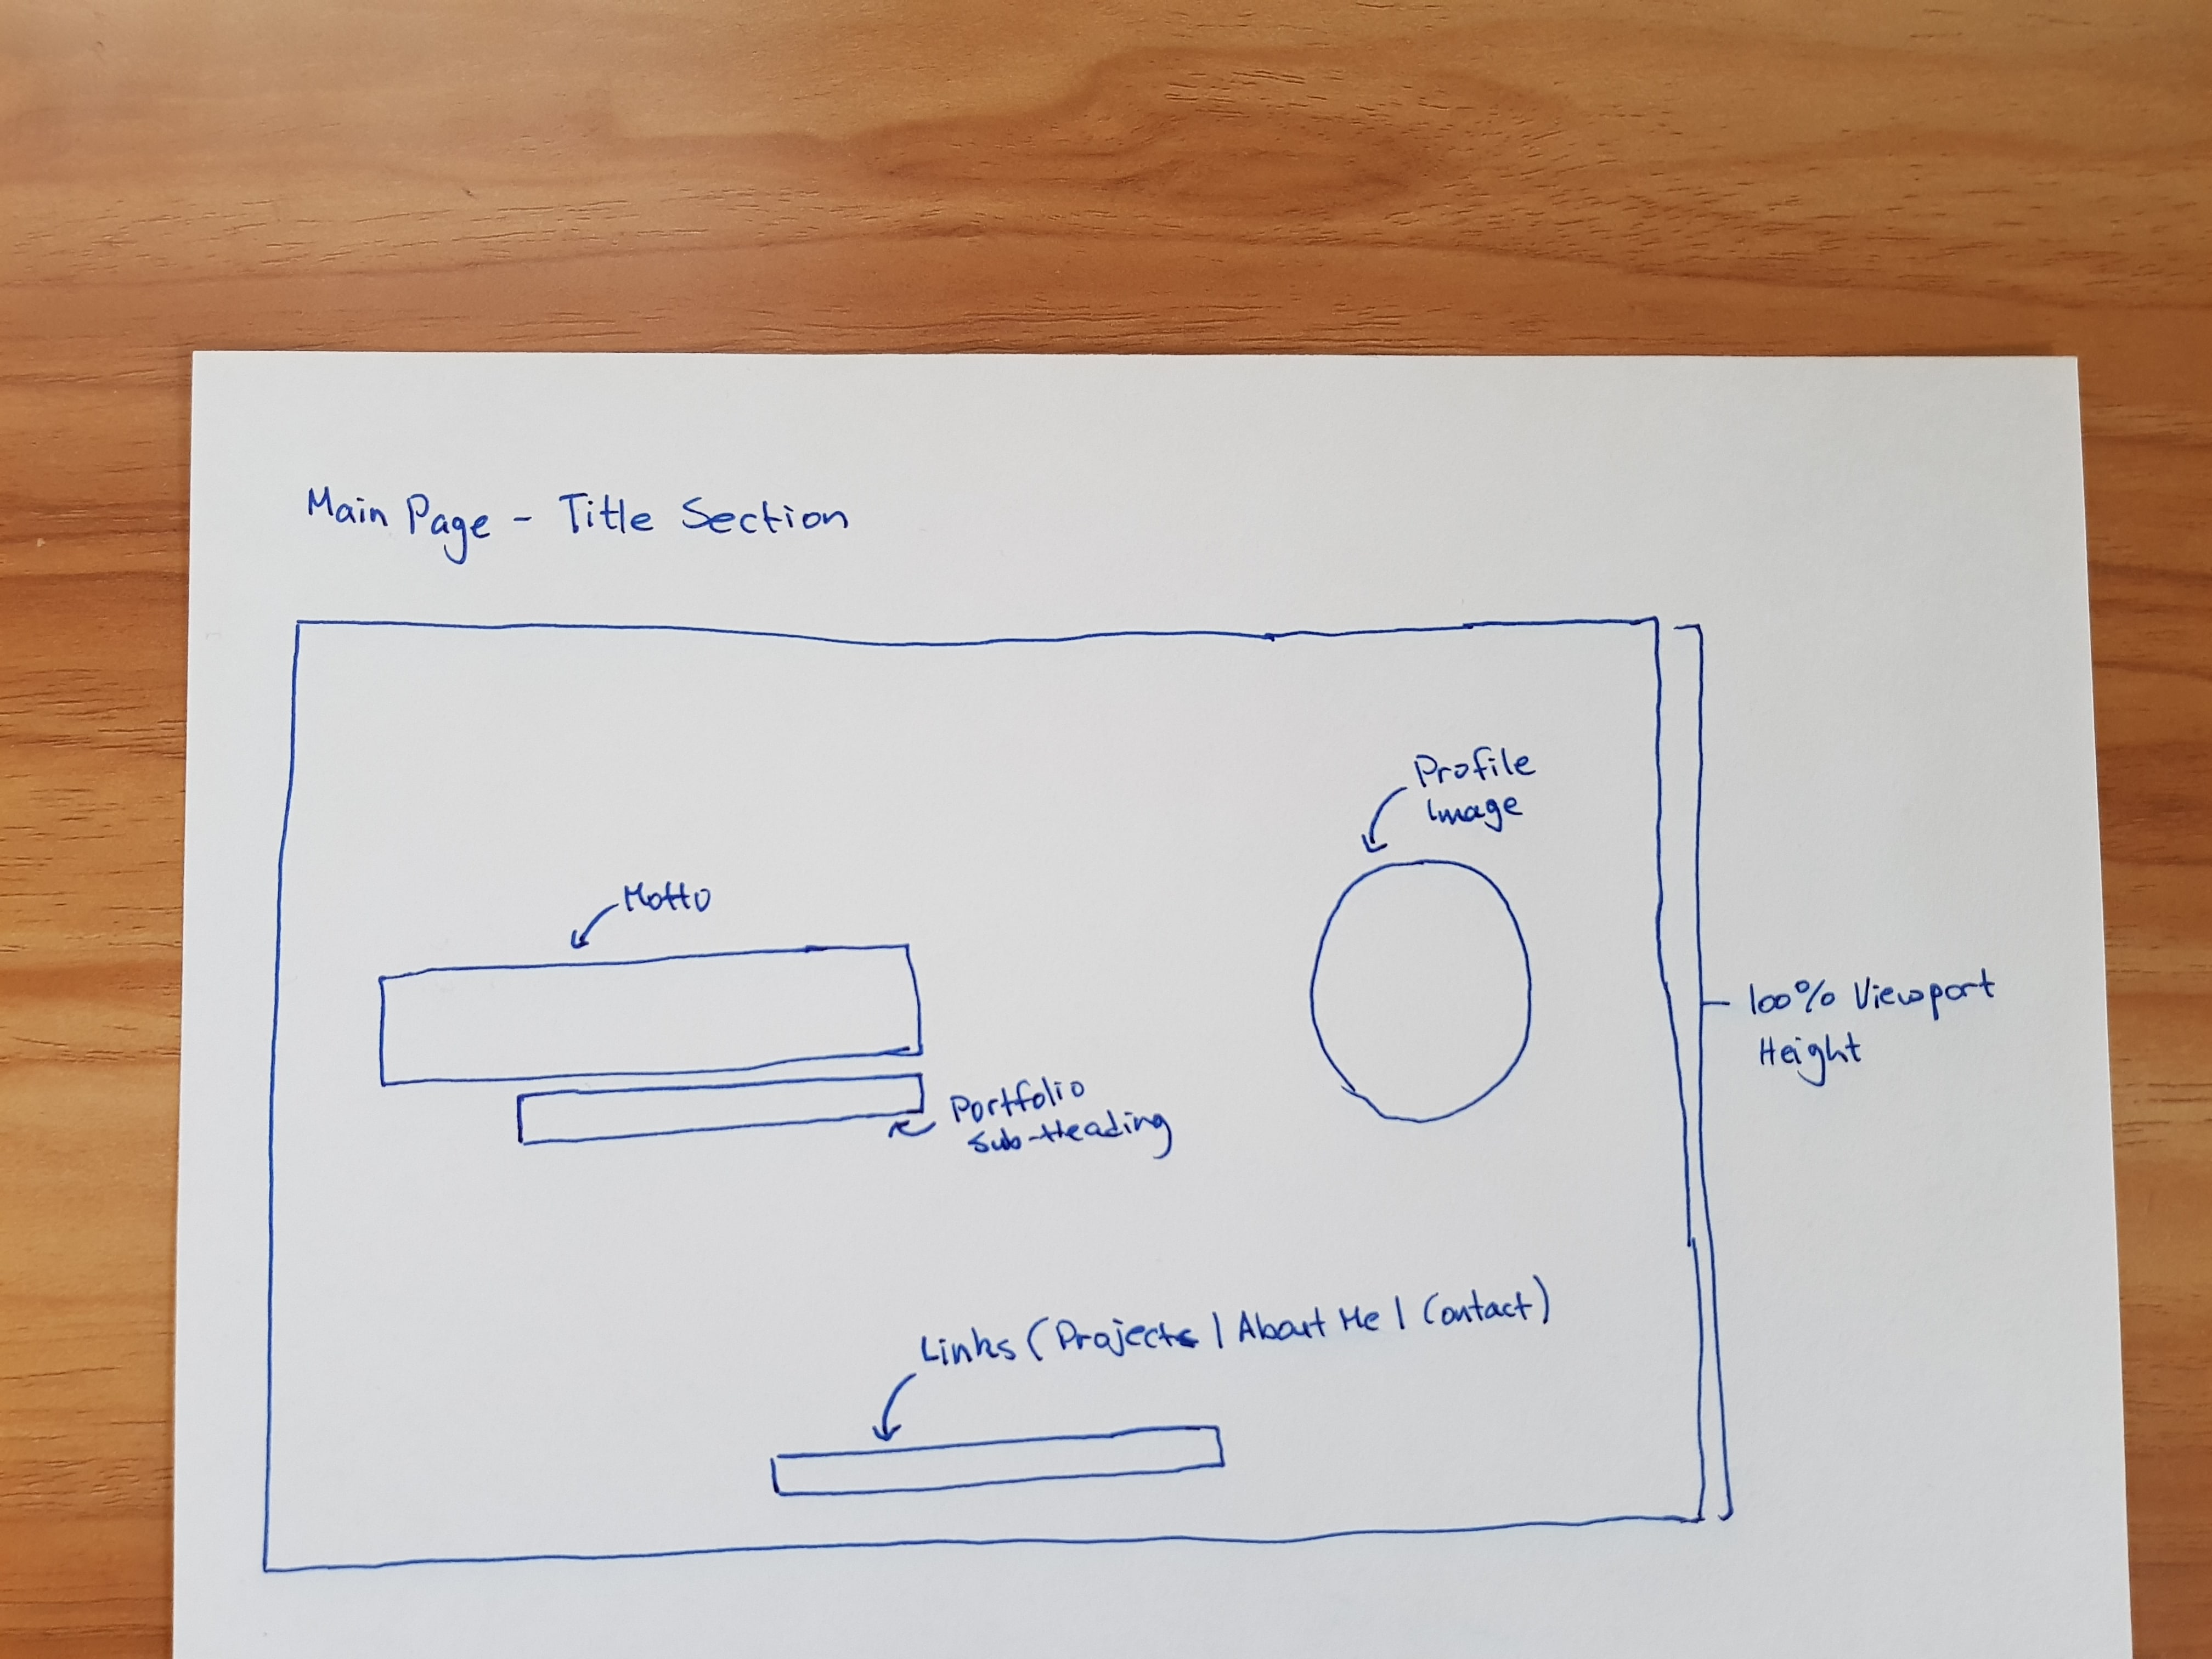 Main Page - Title Section
Profile
Image
Motto
100% Viewport
Height
Portfolio
Sub-Heading
Links (Projects | About Me | Contact)